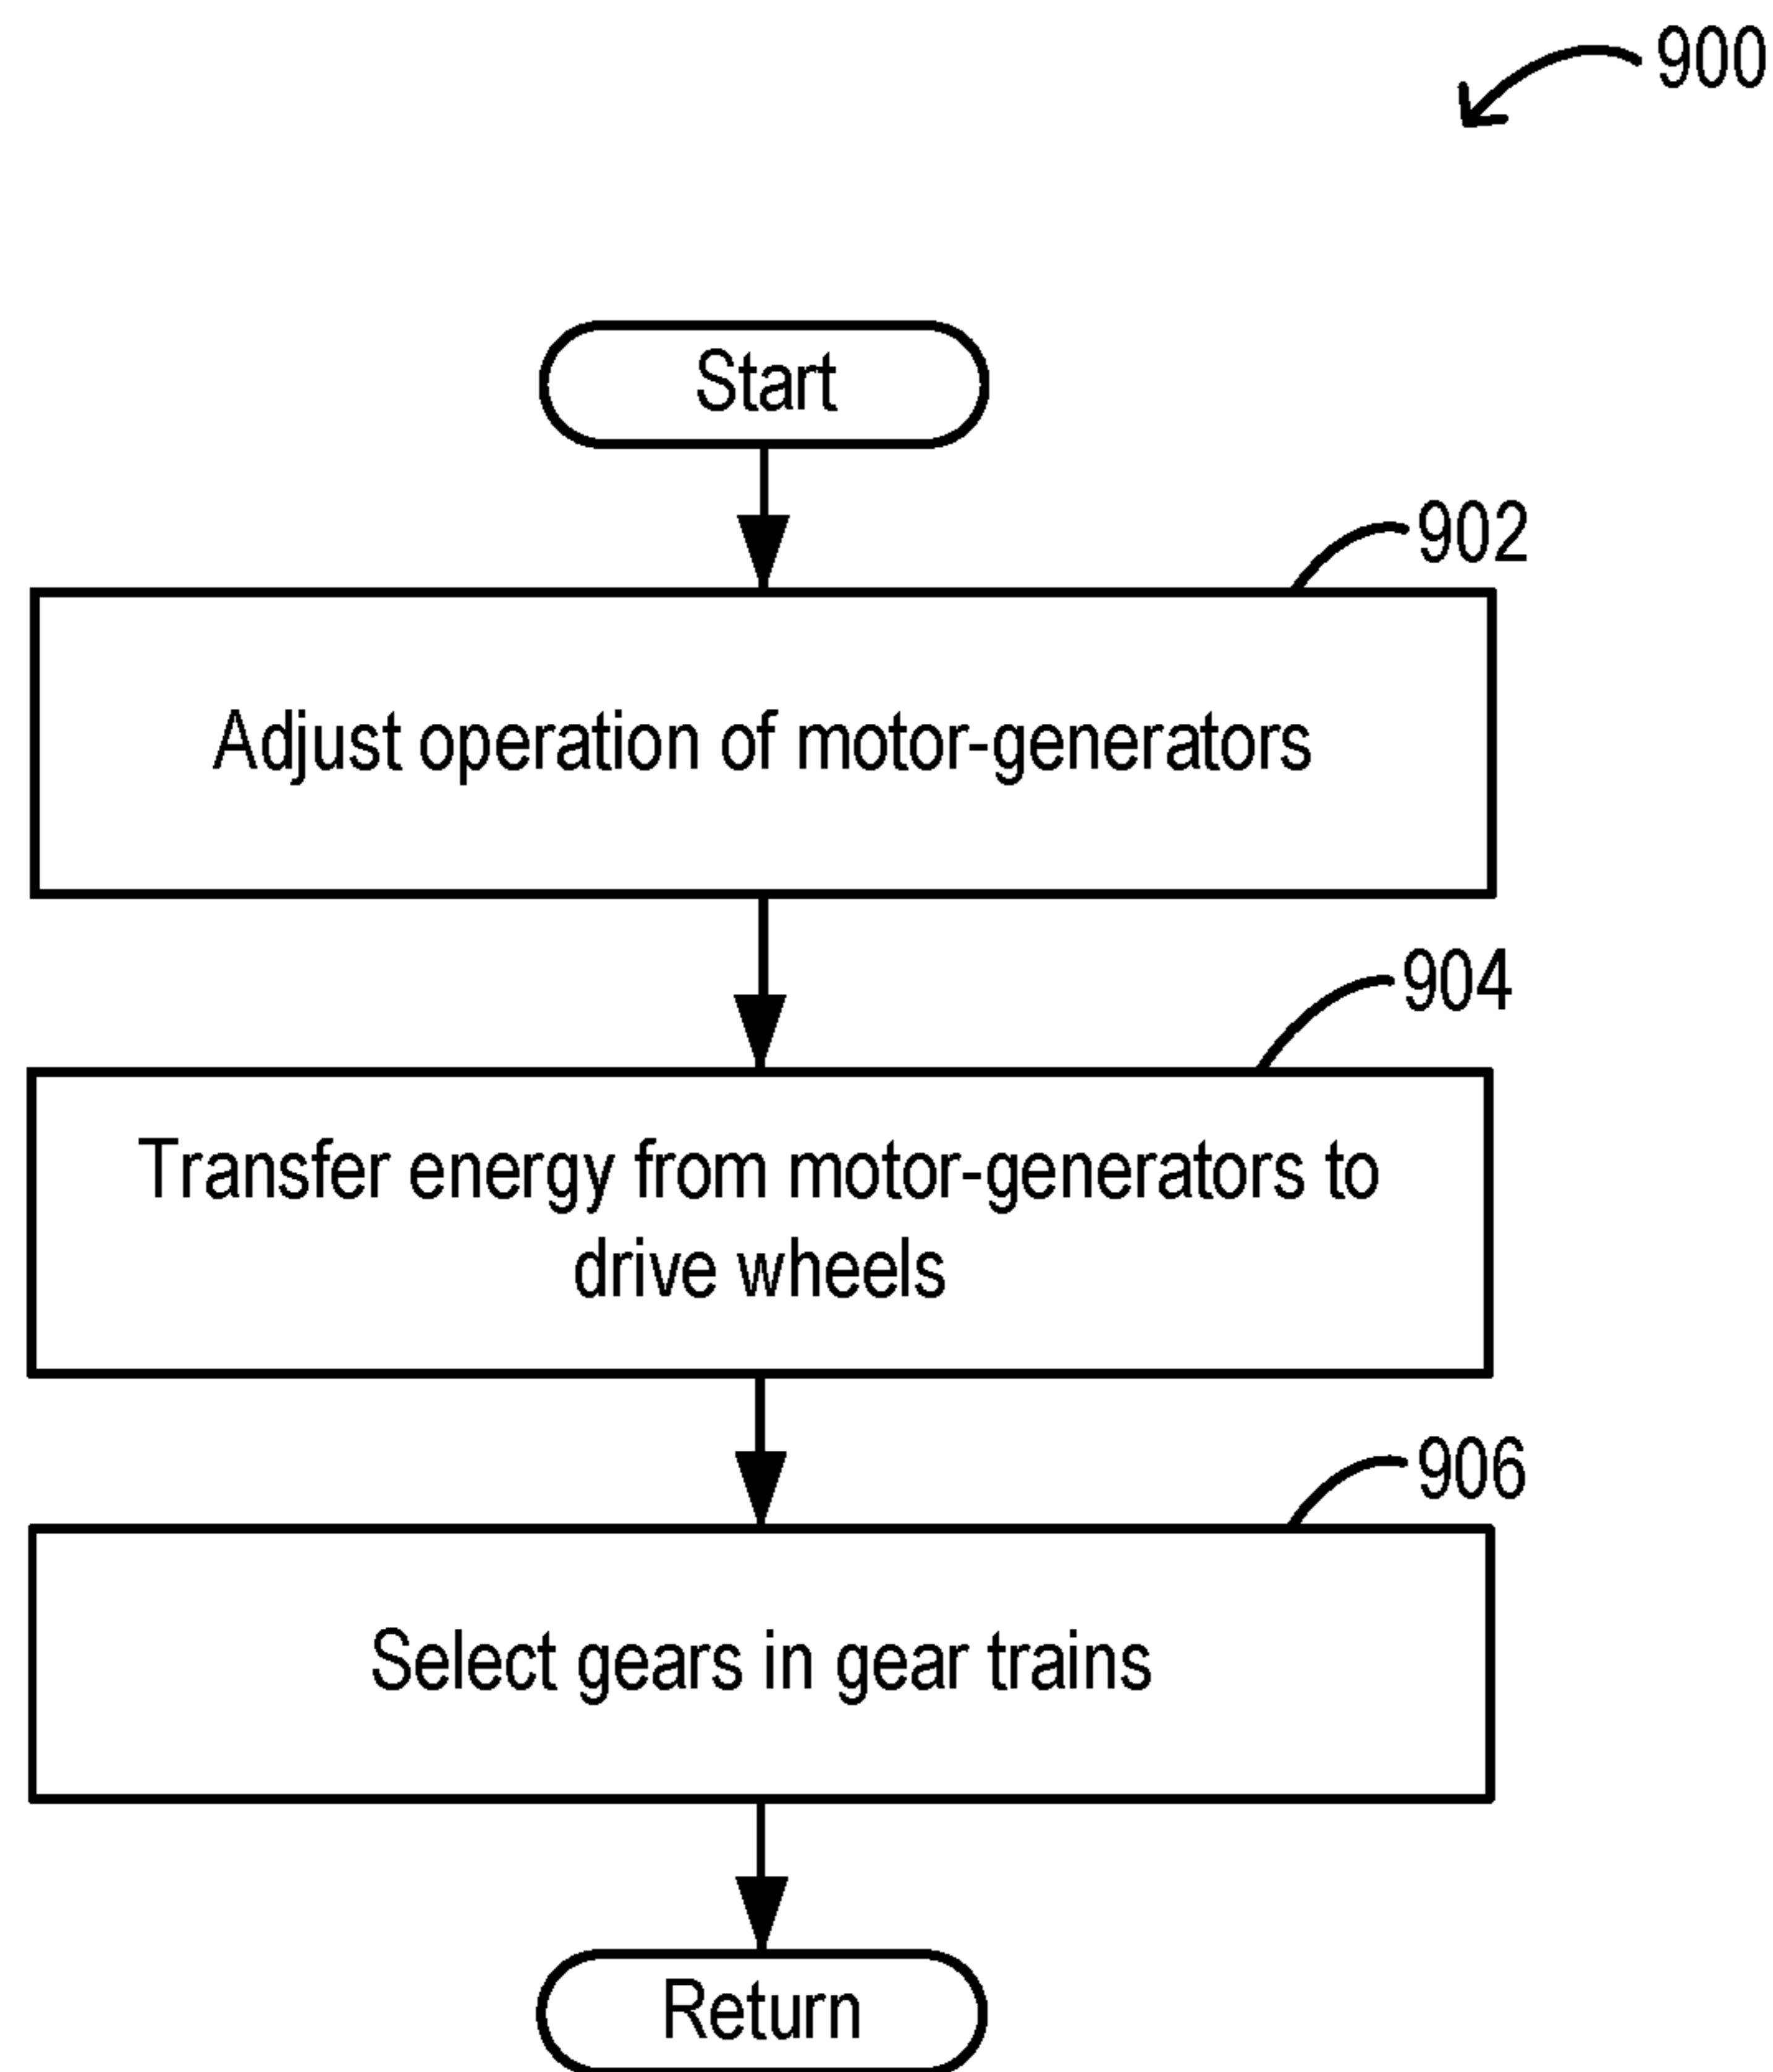 900
Start
902
Adjust operation of motor-generators
904
Transfer energy from motor-generators to
drive wheels
906
Select gears in gear trains
Return